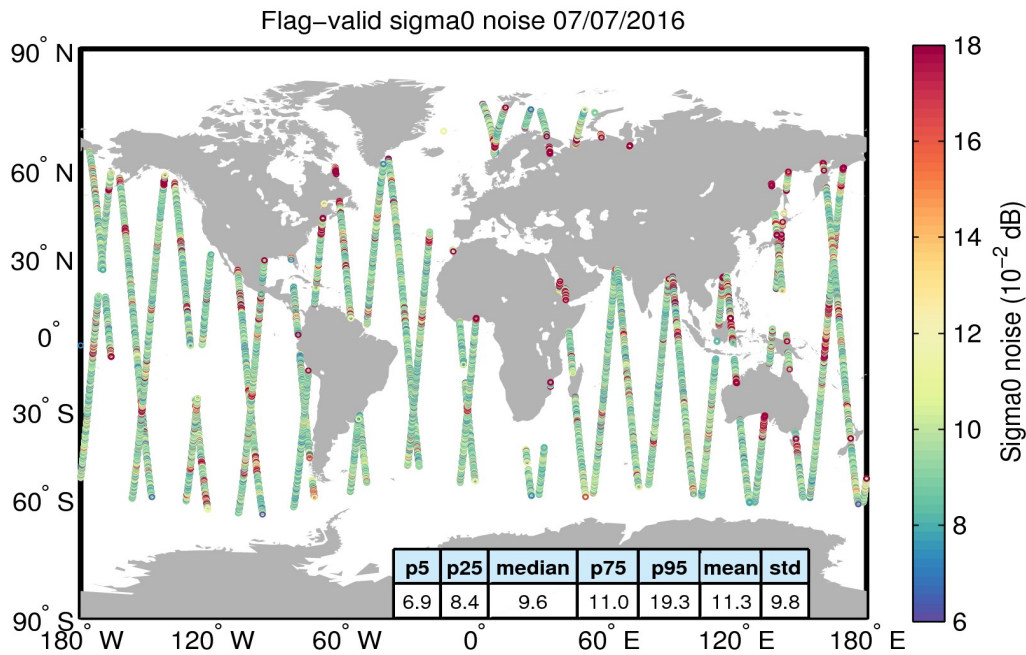 Flag−valid sigma0 noise 07/07/2016
90° N
60° N
30° N
0°
30° S
60° S
90° S
180° W 120° W 60° W 0° 60° E 120° E 180° E
p5 p25 median p75 p95 mean std
6.9 8.4 9.6 11.0 19.3 11.3 9.8
18
16
14
12
10
8
6
Sigma0 noise (10⁻² dB)